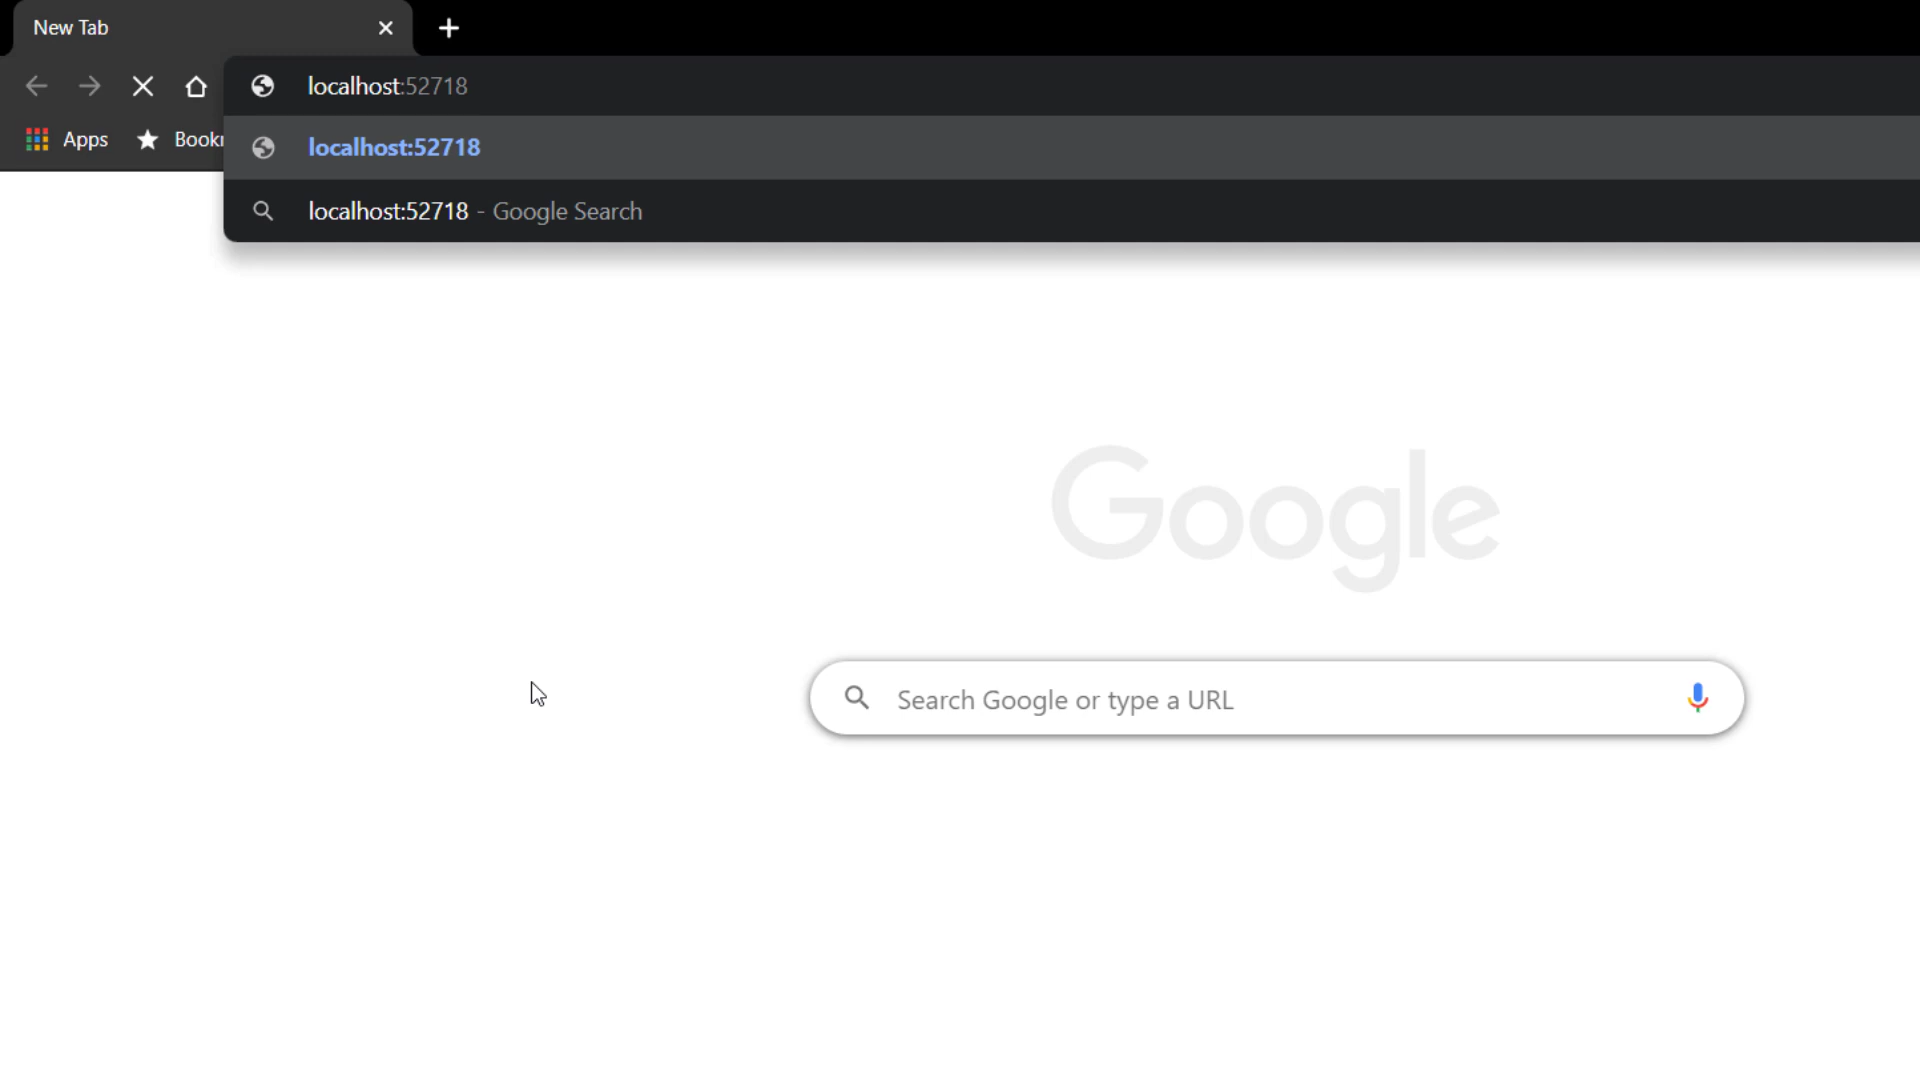 New Tab
localhost:52718
Apps
localhost:52718
localhost:52718 - Google Search
Google
Search Google or type a URL